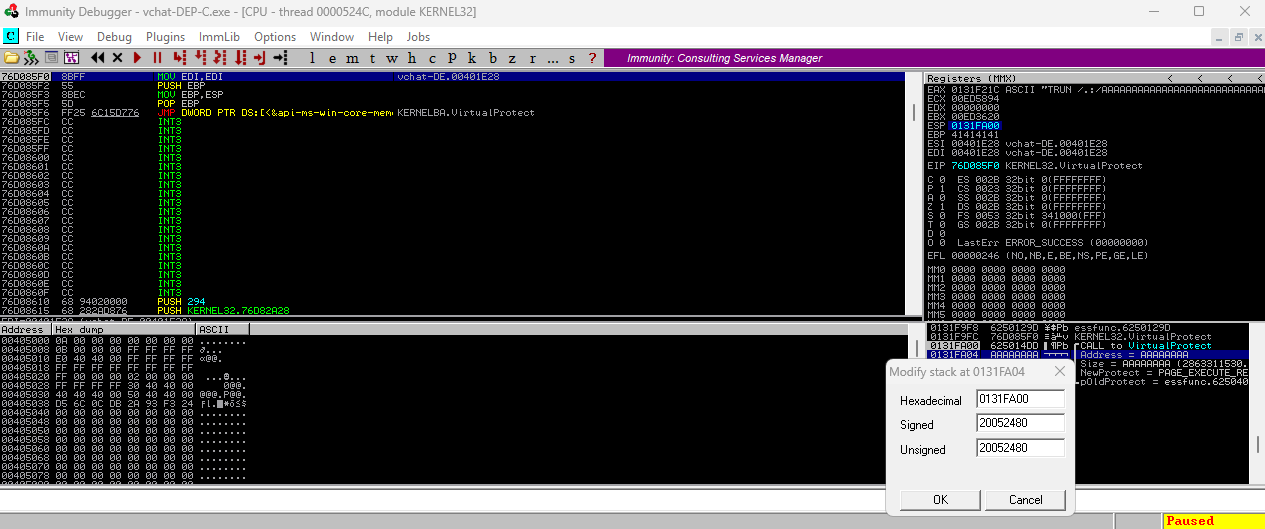 Immunity Debugger - vchat-DEP-C.exe - [CPU - thread 0000524C, module KERNEL32]
C File View Debug Plugins ImmLib Options Window Help Jobs
l e m t w h c p k b z r ... s ? Immunity: Consulting Services Manager
76D085F0 8BFF MOV EDI,EDI vchat-DE.00401E28
76D085F2 55 PUSH EBP
76D085F3 8BEC MOV EBP,ESP
76D085F5 5D POP EBP
76D085F6 FF25 6C15D776 JMP DWORD PTR DS:[<&api-ms-win-core-mem KERNELBA.VirtualProtect
76D085FC CC INT3
76D085FD CC INT3
76D085FE CC INT3
76D085FF CC INT3
76D08600 CC INT3
76D08601 CC INT3
76D08602 CC INT3
76D08603 CC INT3
76D08604 CC INT3
76D08605 CC INT3
76D08606 CC INT3
76D08607 CC INT3
76D08608 CC INT3
76D08609 CC INT3
76D0860A CC INT3
76D0860B CC INT3
76D0860C CC INT3
76D0860D CC INT3
76D0860E CC INT3
76D0860F CC INT3
76D08610 68 94020000 PUSH 294
76D08615 68 282AD876 PUSH KERNEL32.76D82A28
Registers (MMX) < < < <
EAX 0131F21C ASCII "TRUN /.:/AAAAAAAAAAAAAAAAAAAAAAAAAAA
ECX 00ED5894
EDX 00000000
EBX 00ED3620
ESP 0131FA00
EBP 41414141
ESI 00401E28 vchat-DE.00401E28
EDI 00401E28 vchat-DE.00401E28
EIP 76D085F0 KERNEL32.VirtualProtect
C 0 ES 002B 32bit 0(FFFFFFFF)
P 1 CS 0023 32bit 0(FFFFFFFF)
A 0 SS 002B 32bit 0(FFFFFFFF)
Z 1 DS 002B 32bit 0(FFFFFFFF)
S 0 FS 0053 32bit 341000(FFF)
T 0 GS 002B 32bit 0(FFFFFFFF)
D 0
O 0 LastErr ERROR_SUCCESS (00000000)
EFL 00000246 (NO,NB,E,BE,NS,PE,GE,LE)
MM0 0000 0000 0000 0000
MM1 0000 0000 0000 0000
MM2 0000 0000 0000 0000
MM3 0000 0000 0000 0000
MM4 0000 0000 0000 0000
MM5 0000 0000 0000 0000
Address Hex dump ASCII
00405000 0A 00 00 00 00 00 00 00 ........
00405008 0B 00 00 00 FF FF FF FF
00405010 E0 40 40 00 00 00 00 00
00405018 FF FF FF FF FF FF FF FF
00405020 FF 00 00 00 02 00 00 00
00405028 FF FF FF FF 30 40 40 00
00405030 40 40 40 00 50 40 40 00 @@@.P@@.
00405038 D5 6C 0C DB 2A 93 F3 24
00405040 00 00 00 00 00 00 00 00 ........
00405048 00 00 00 00 00 00 00 00 ........
00405050 00 00 00 00 00 00 00 00 ........
00405058 00 00 00 00 00 00 00 00 ........
00405060 00 00 00 00 00 00 00 00 ........
00405068 00 00 00 00 00 00 00 00 ........
00405070 00 00 00 00 00 00 00 00 ........
00405078 00 00 00 00 00 00 00 00 ........
0131F9F8 6250129D essfunc.6250129D
0131F9FC 76D085F0 KERNEL32.VirtualProtect
0131FA00 625014DD CALL to VirtualProtect
0131FA04 AAAAAAAA Address = AAAAAAAA
Size = AAAAAAAA (2863311530.
NewProtect = PAGE_EXECUTE_RE
pOldProtect = essfunc.625040
Modify stack at 0131FA04
Hexadecimal 0131FA00
Signed 20052480
Unsigned 20052480
OK Cancel
Paused